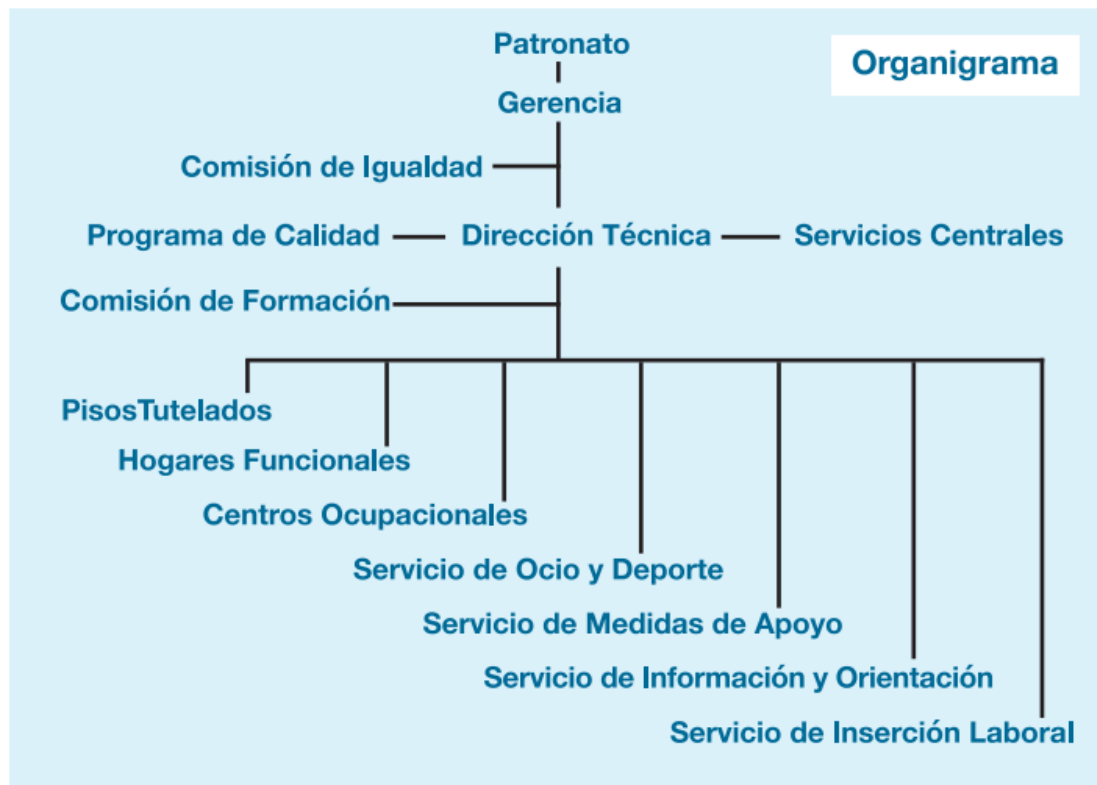 Patronato
Organigrama
Gerencia
Comisión de Igualdad
Programa de Calidad
Dirección Técnica
Servicios Centrales
Comisión de Formación
PisosTutelados
Hogares Funcionales
Centros Ocupacionales
Servicio de Ocio y Deporte
Servicio de Medidas de Apoyo
Servicio de Información y Orientación
Servicio de Inserción Laboral